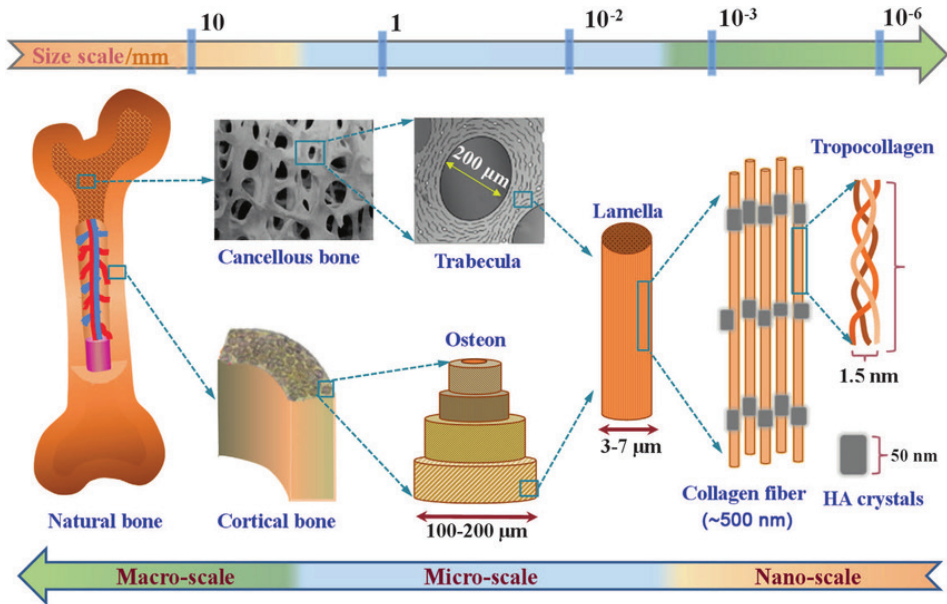 10
1
10-2
10-3
10-6
Size scale/mm
200 μm
Tropocollagen
Lamella
Cancellous bone
Trabecula
Osteon
1.5 nm
3-7 μm
50 nm
Natural bone
Cortical bone
100-200 μm
Collagen fiber
(~500 nm)
HA crystals
Macro-scale
Micro-scale
Nano-scale